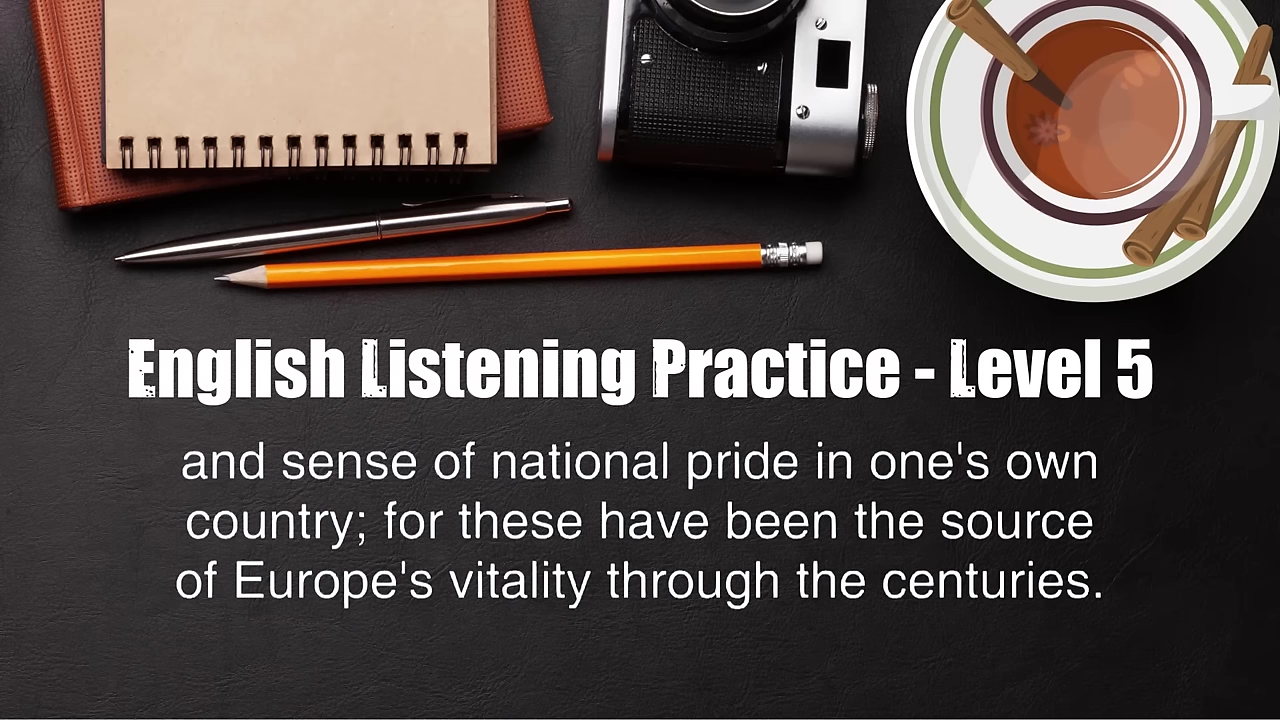 English Listening Practice - Level 5
and sense of national pride in one's own
country; for these have been the source
of Europe's vitality through the centuries.